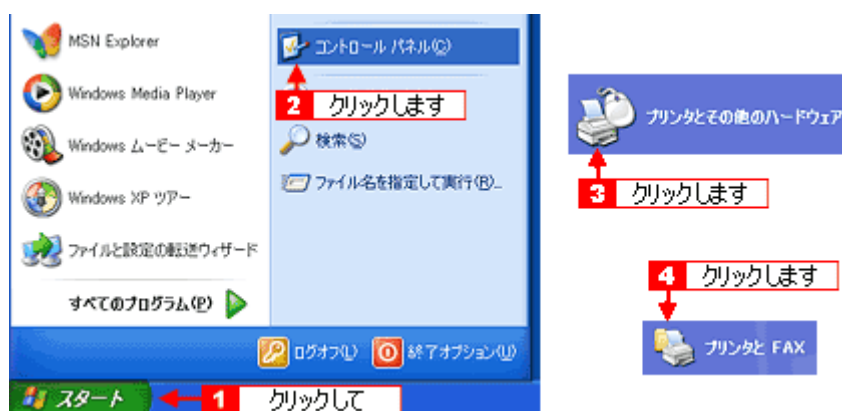 MSN Explorer
Windows Media Player
Windows ムービー メーカー
Windows XP ツアー
ファイルと設定の転送ウィザード
すべてのプログラム(P)
コントロール パネル(C)
2 クリックします
検索(S)
ファイル名を指定して実行(R)...
ログオフ(L)
終了オプション(U)
スタート
1 クリックして
プリンタとその他のハードウェア
3 クリックします
4 クリックします
プリンタと FAX